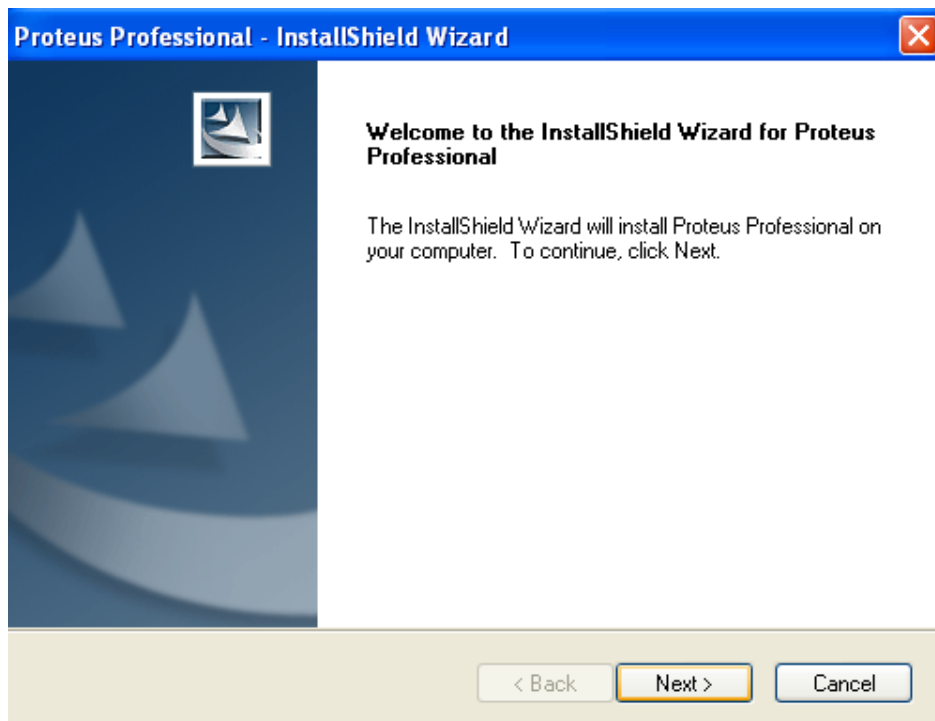 Proteus Professional - InstallShield Wizard
Welcome to the InstallShield Wizard for Proteus
Professional
The InstallShield Wizard will install Proteus Professional on
your computer.  To continue, click Next.
< Back
Next >
Cancel